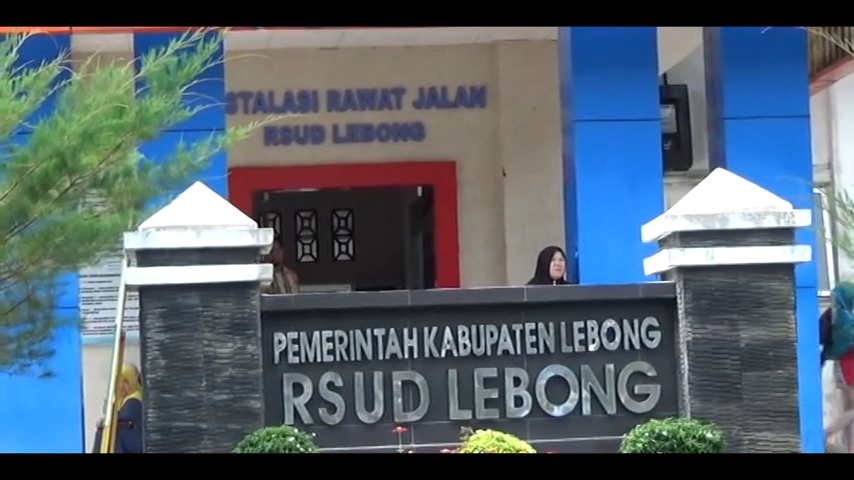 STALASI RAWAT JALAN
RSUD LEBONG
PEMERINTAH KABUPATEN LEBONG
RSUD LEBONG